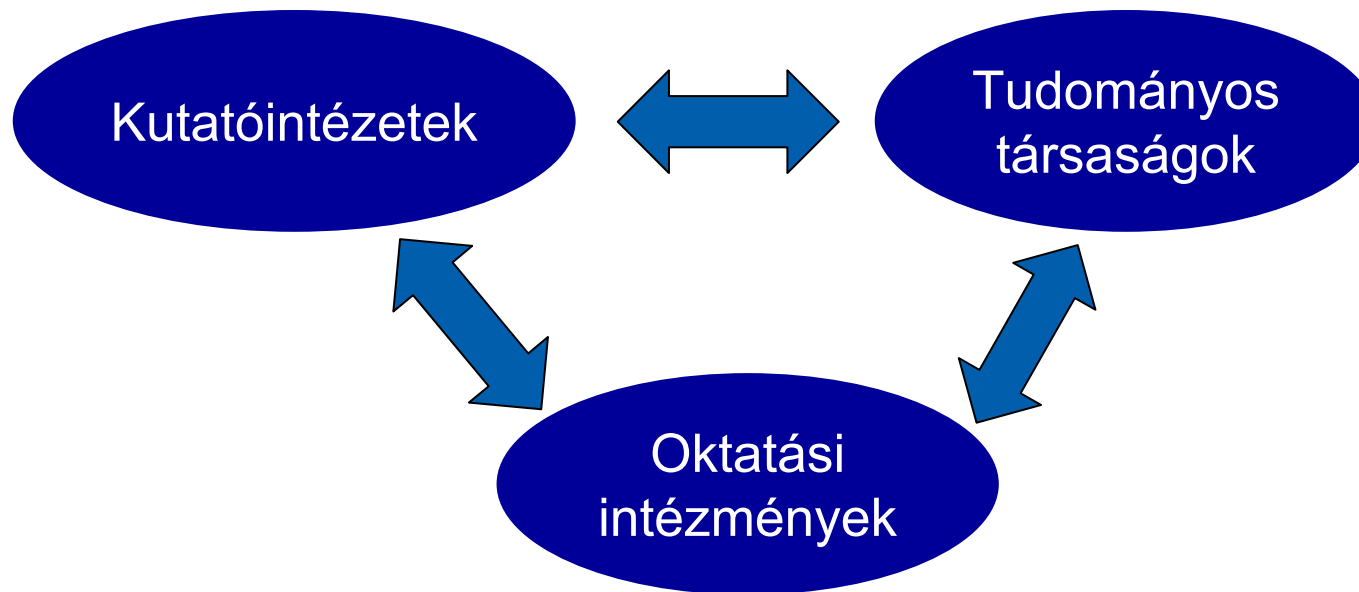 Kutatóintézetek
Tudományos
társaságok
Oktatási
intézmények